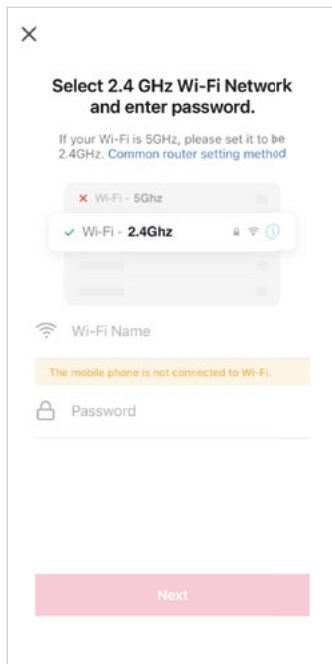 Select 2.4 GHz Wi-Fi Network
and enter password.
If your Wi-Fi is 5GHz, please set it to be
2.4GHz. Common router setting method
Wi-Fi - 5Ghz
Wi-Fi - 2.4Ghz
Wi-Fi Name
The mobile phone is not connected to Wi-Fi.
Password
Next